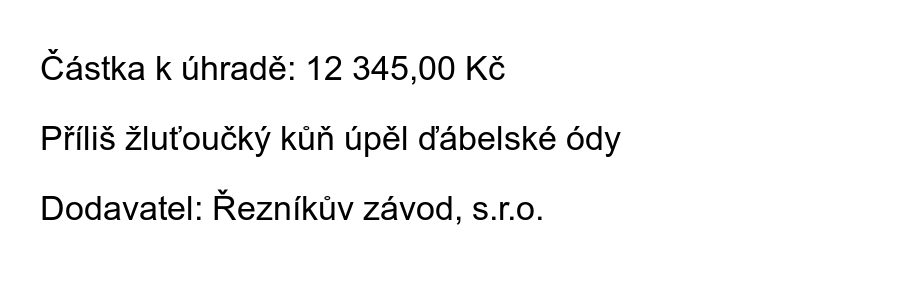 Částka k úhradě: 12 345,00 Kč
Příliš žluťoučký kůň úpěl ďábelské ódy
Dodavatel: Řezníkův závod, s.r.o.